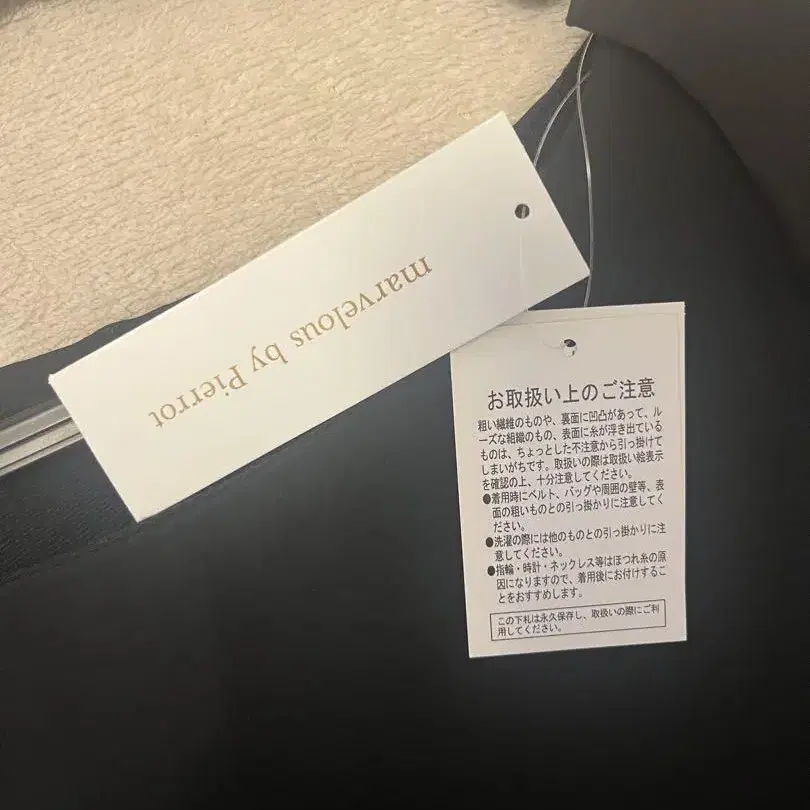 marvelous by Pierrot
お取扱い上のご注意
粗い繊維のものや、裏面に凹凸があって、ル
ーズな組織のもの、表面に糸が浮き出ている
ものは、ちょっとした不注意から引っ掛けて
しまいがちです。取扱いの際は取扱い絵表示
を確認の上、十分注意してください。
●着用時にベルト、バッグや周囲の壁等、表
面の粗いものとの引っ掛かりに注意してく
ださい。
●洗濯の際には他のものとの引っ掛かりに注
意してください。
●指輪・時計・ネックレス等はほつれ糸の原
因になりますので、着用後にお付けするこ
とをおすすめします。
この下札は永久保存し、取扱いの際にご利
用してください。